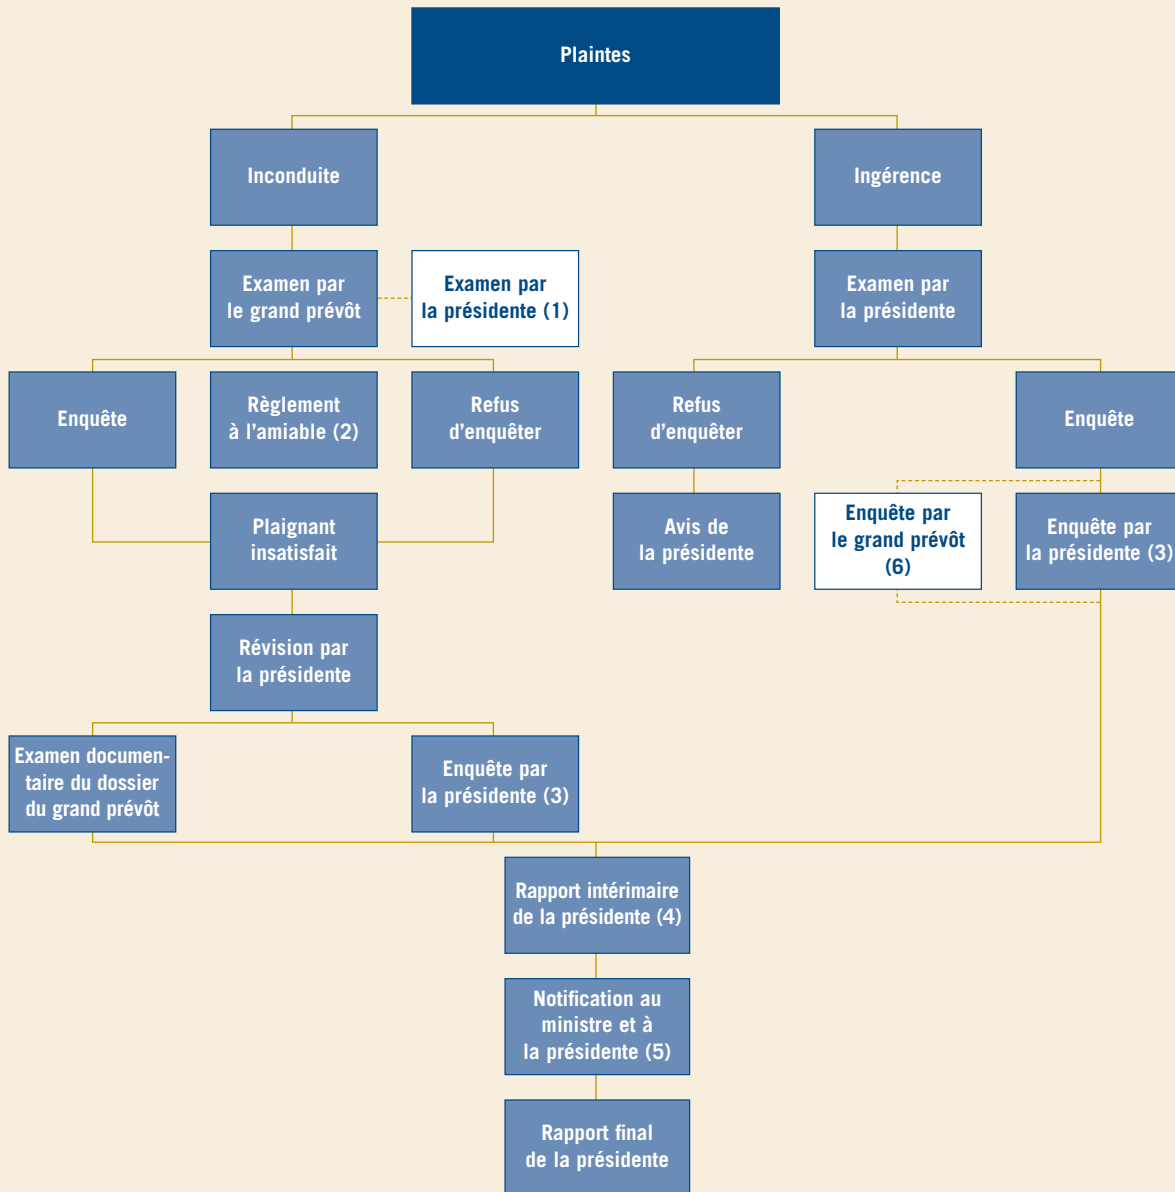 Plaintes
Inconduite
Ingérence
Examen par
le grand prévôt
Examen par
la présidente (1)
Examen par
la présidente
Enquête
Règlement
à l'amiable (2)
Refus
d'enquêter
Refus
d'enquêter
Enquête
Plaignant
insatisfait
Avis de
la présidente
Enquête par
le grand prévôt
(6)
Enquête par
la présidente (3)
Révision par
la présidente
Examen documen-
taire du dossier
du grand prévôt
Enquête par
la présidente (3)
Rapport intérimaire
de la présidente (4)
Notification au
ministre et à
la présidente (5)
Rapport final
de la présidente